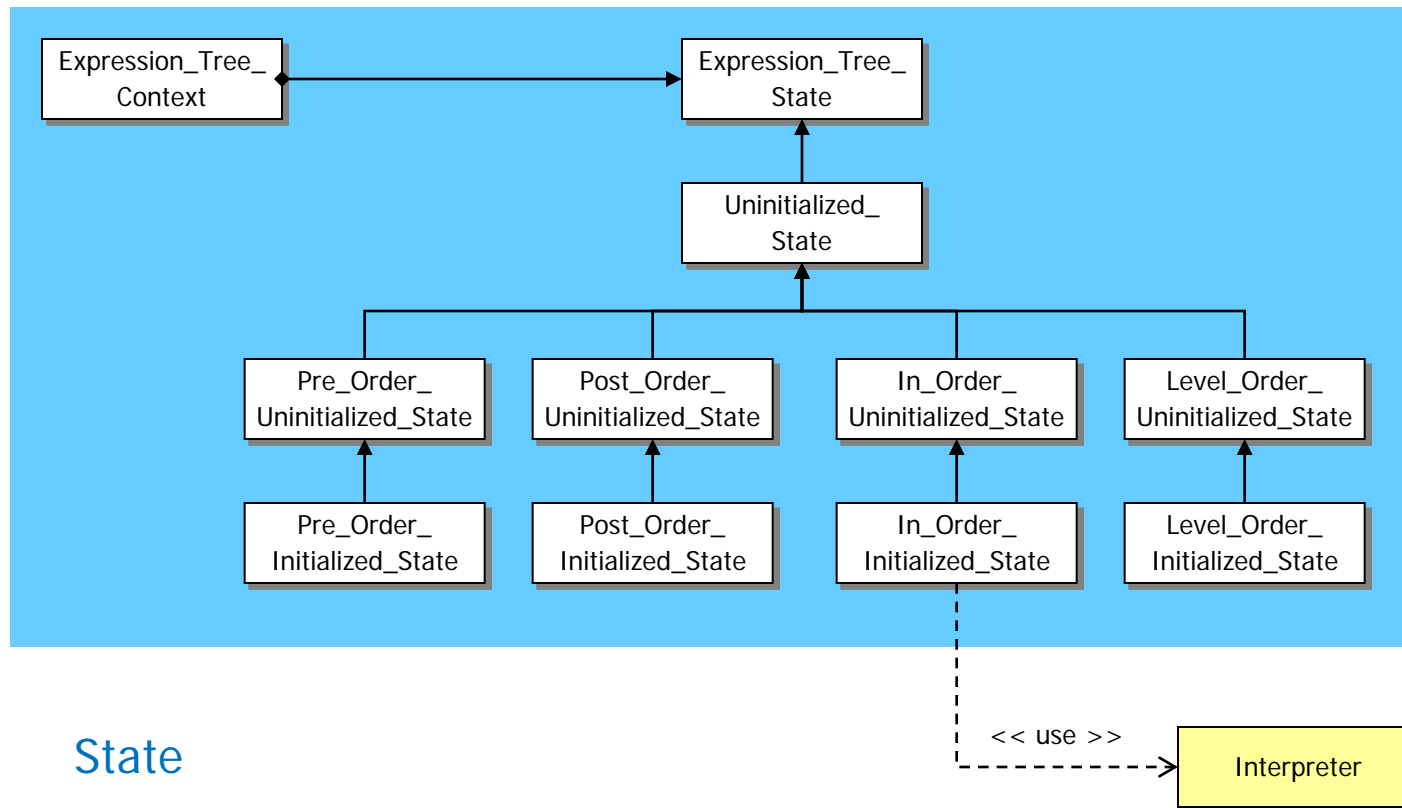 Expression_Tree_
Context
Expression_Tree_
State
Uninitialized_
State
Pre_Order_
Uninitialized_State
Post_Order_
Uninitialized_State
In_Order_
Uninitialized_State
Level_Order_
Uninitialized_State
Pre_Order_
Initialized_State
Post_Order_
Initialized_State
In_Order_
Initialized_State
Level_Order_
Initialized_State
<< use >>
State
Interpreter